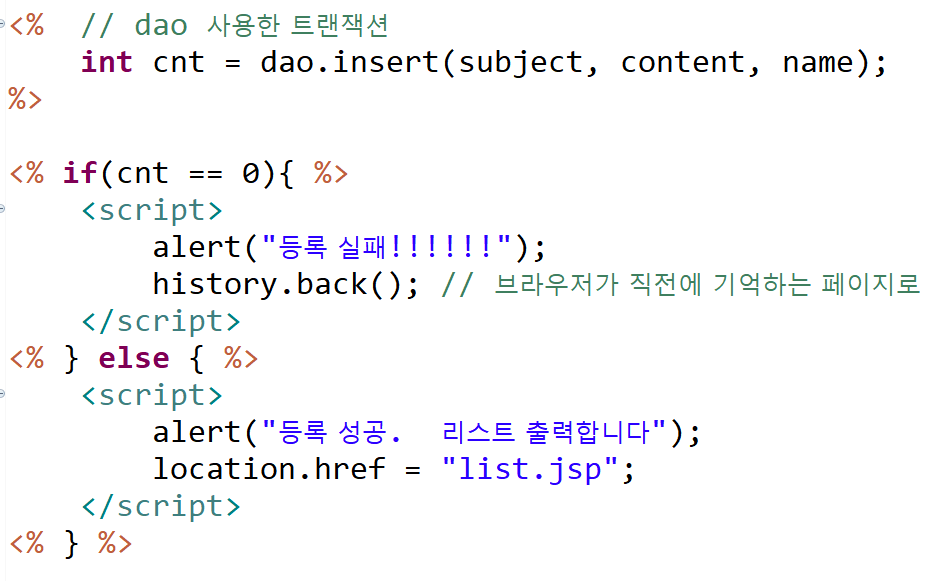 <%  // dao 사용한 트랜잭션
    int cnt = dao.insert(subject, content, name);
%>
<% if(cnt == 0){ %>
    <script>
        alert("등록 실패!!!!!!");
        history.back(); // 브라우저가 직전에 기억하는 페이지로
    </script>
<% } else { %>
    <script>
        alert("등록 성공.  리스트 출력합니다");
        location.href = "list.jsp";
    </script>
<% } %>